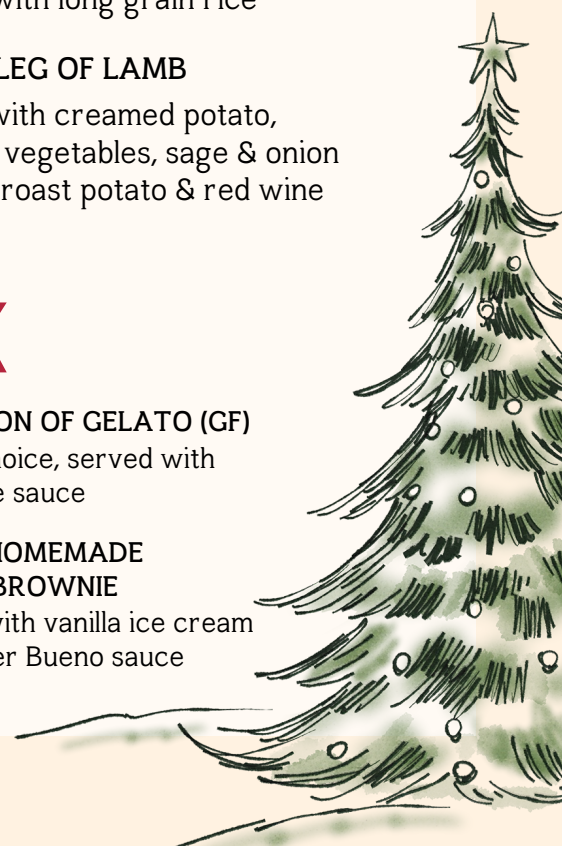 with long grain rice
LEG OF LAMB
with creamed potato,
vegetables, sage & onion
roast potato & red wine
ON OF GELATO (GF)
hoice, served with
e sauce
HOMEMADE
BROWNIE
with vanilla ice cream
er Bueno sauce